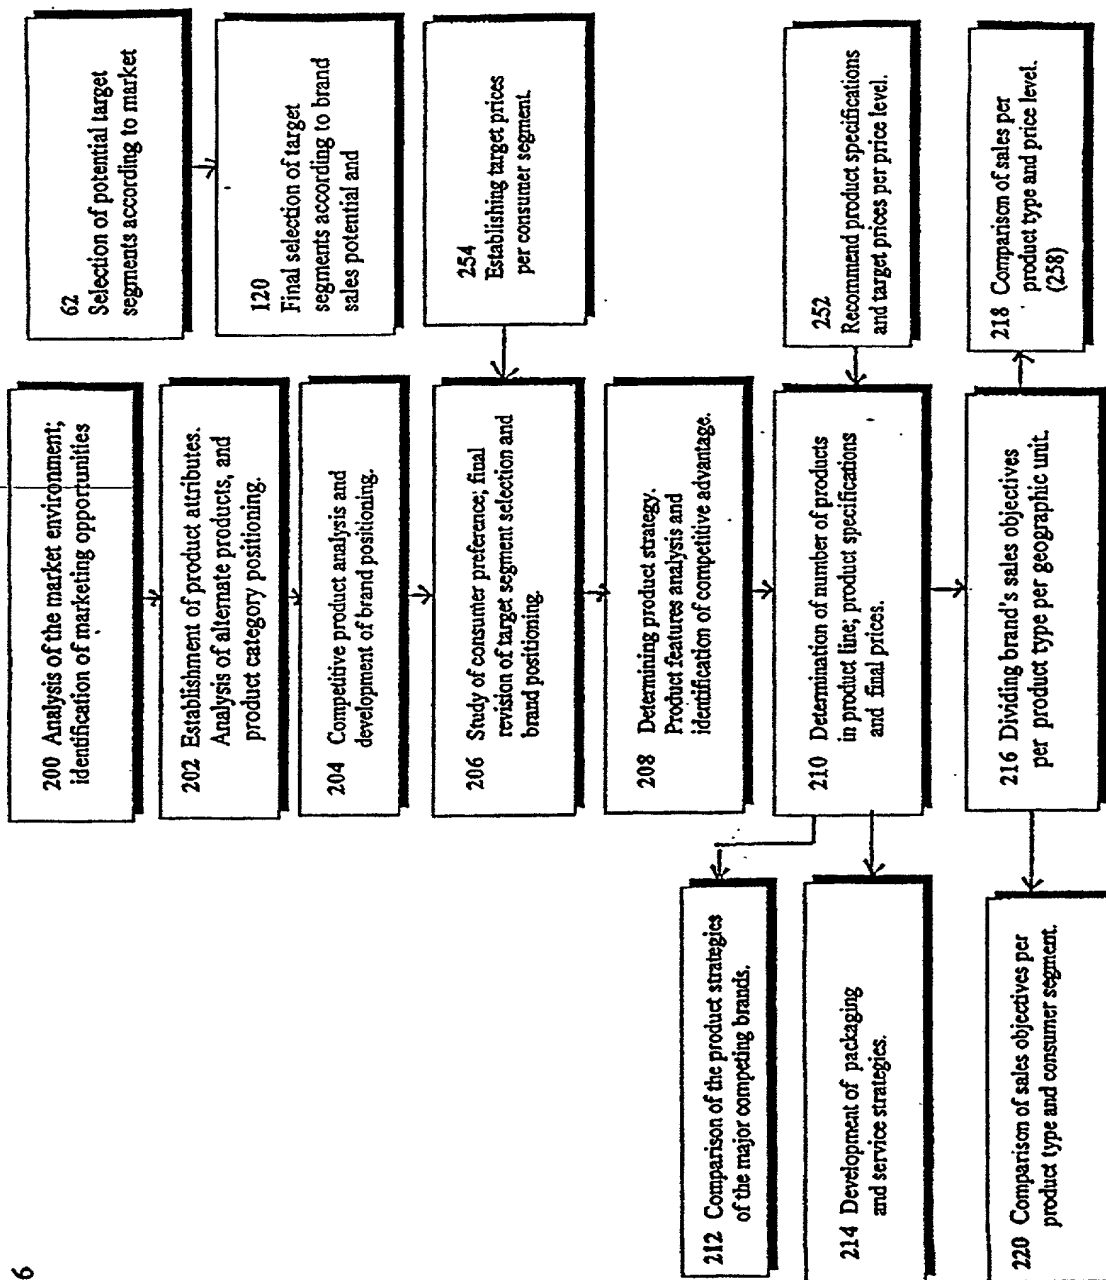 6
62
Selection of potential target
segments according to market
120
Final selection of target
segments according to brand
sales potential and
254
Establishing target prices
per consumer segment.
252
Recommend product specifications
and target prices per price level.
218 Comparison of sales per
product type and price level.
(258)
200 Analysis of the market environment;
identification of marketing opportunities
202 Establishment of product attributes.
Analysis of alternate products, and
product category positioning.
204 Competitive product analysis and
development of brand positioning.
206 Study of consumer preference; final
revision of target segment selection and
brand positioning.
208 Determining product strategy.
Product features analysis and
identification of competitive advantage.
210 Determination of number of products
in product line; product specifications
and final prices.
216 Dividing brand's sales objectives
per product type per geographic unit.
212 Comparison of the product strategies
of the major competing brands.
214 Development of packaging
and service strategies.
220 Comparison of sales objectives per
product type and consumer segment.